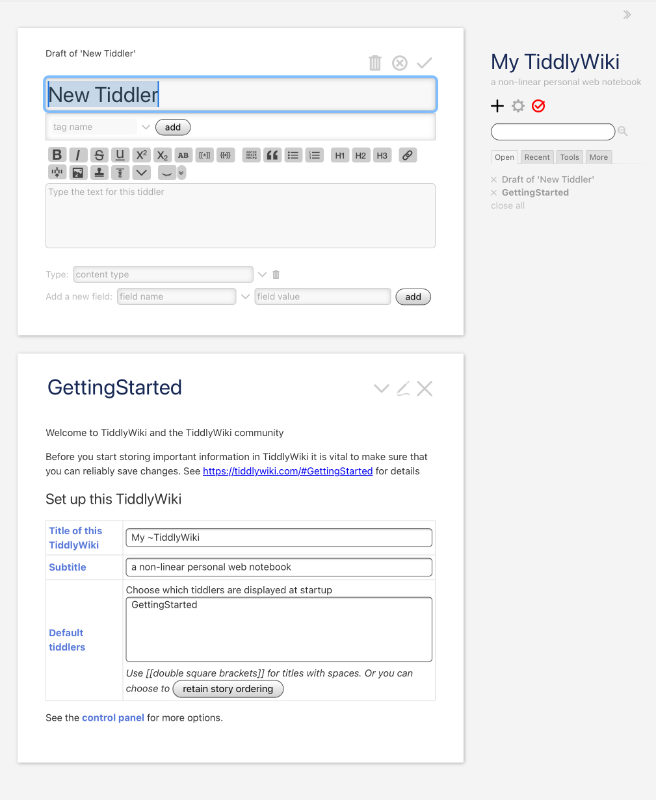 Draft of 'New Tiddler'
New Tiddler
tag name add
B I S U X² X₂ AB H1 H2 H3
Type the text for this tiddler
Type: content type
Add a new field: field name field value add
GettingStarted
Welcome to TiddlyWiki and the TiddlyWiki community
Before you start storing important information in TiddlyWiki it is vital to make sure that
you can reliably save changes. See https://tiddlywiki.com/#GettingStarted for details
Set up this TiddlyWiki
Title of this
TiddlyWiki
My ~TiddlyWiki
Subtitle
a non-linear personal web notebook
Default
tiddlers
Choose which tiddlers are displayed at startup
GettingStarted
Use [[double square brackets]] for titles with spaces. Or you can
choose to retain story ordering
See the control panel for more options.
My TiddlyWiki
a non-linear personal web notebook
Open Recent Tools More
Draft of 'New Tiddler'
GettingStarted
close all